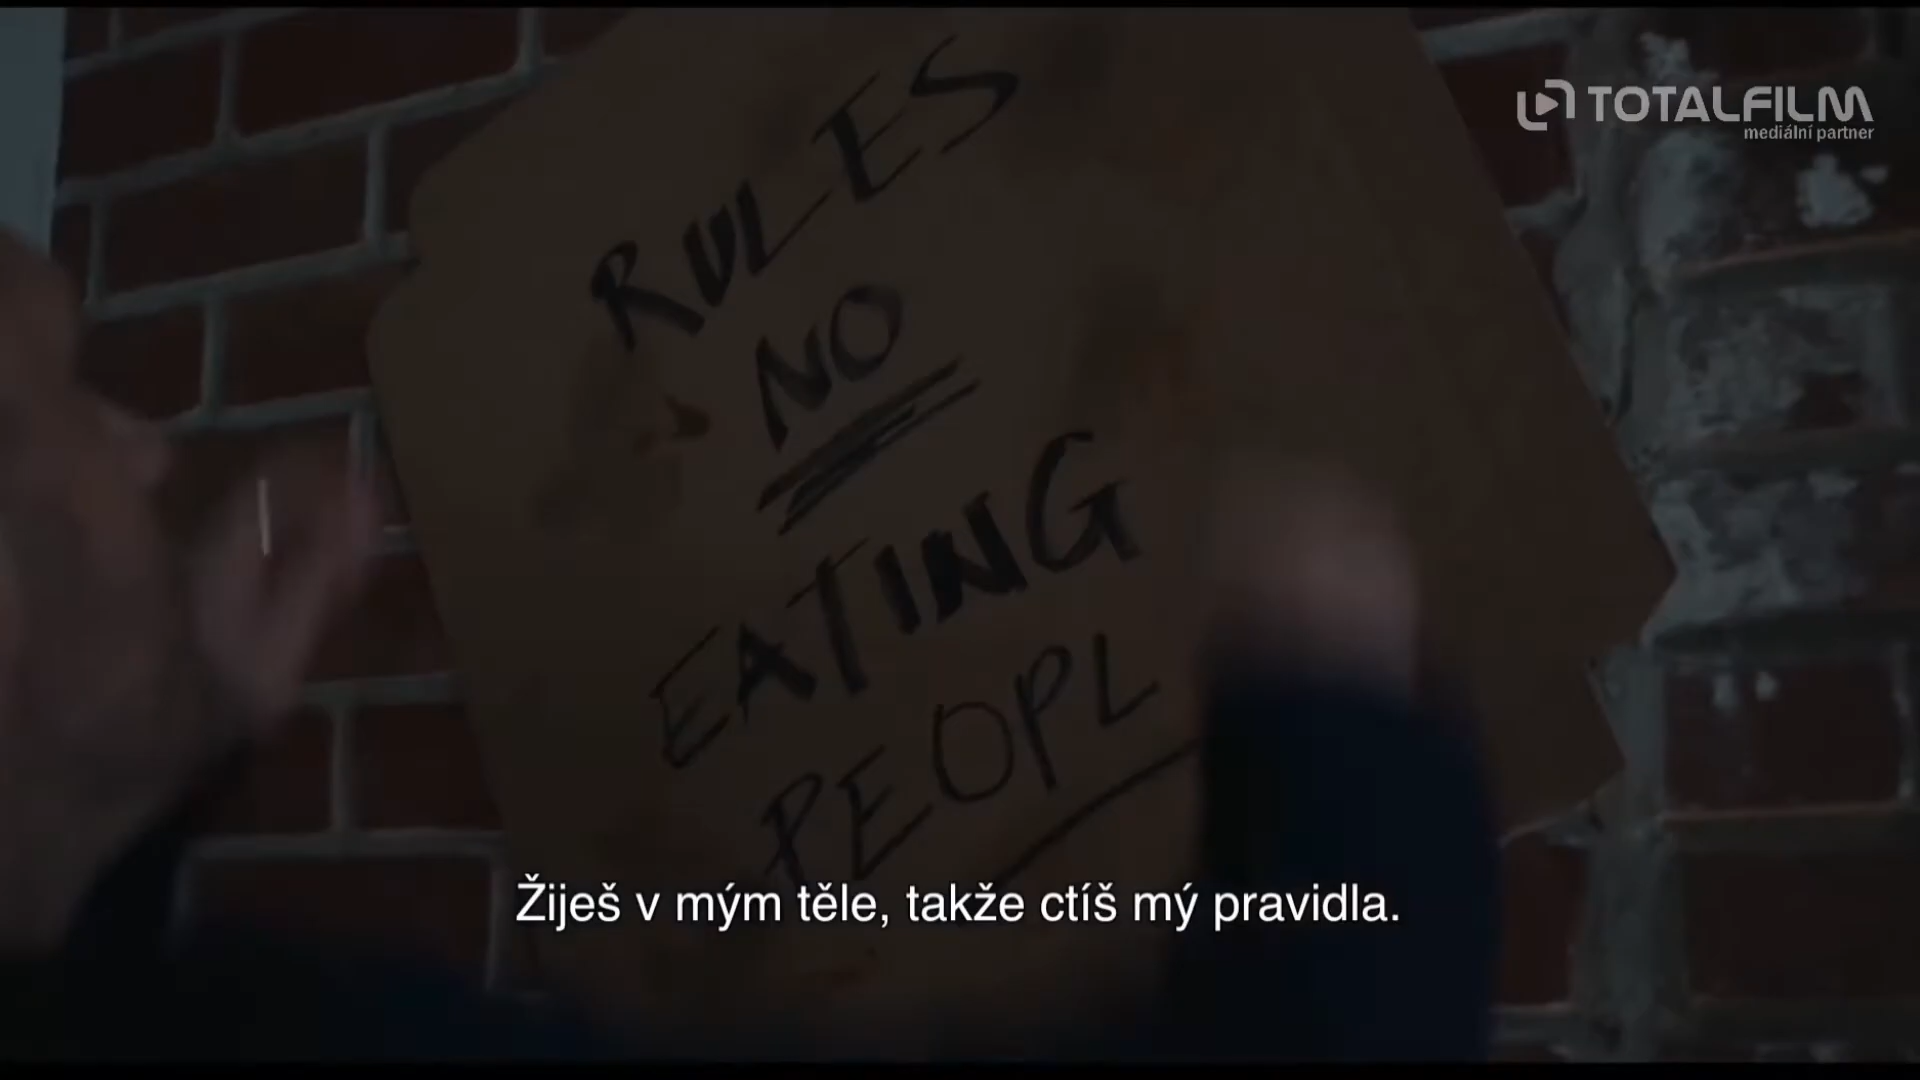 TOTALFILM
mediální partner
RULES
NO
EATING
PEOPL
Žiješ v mým těle, takže ctíš mý pravidla.